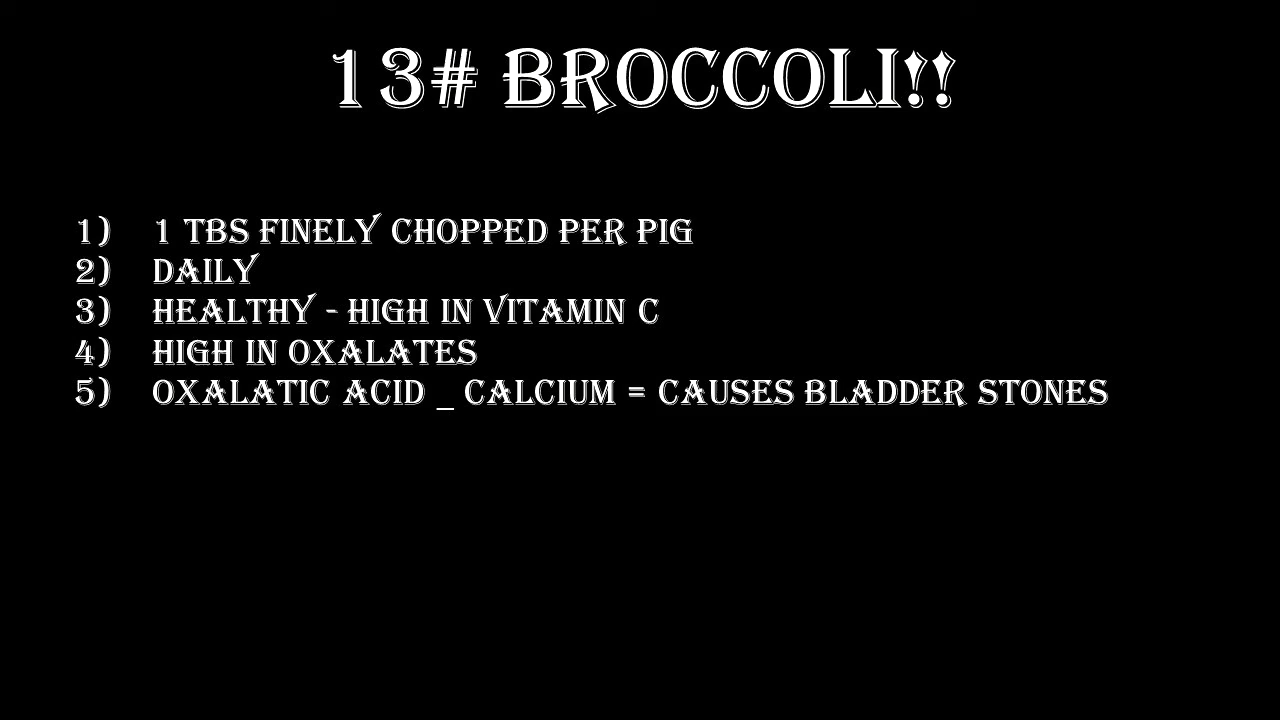 13# BROCCOLI!!
1) 1 TBS FINELY CHOPPED PER PIG
2) DAILY
3) HEALTHY - HIGH IN VITAMIN C
4) HIGH IN OXALATES
5) OXALATIC ACID _ CALCIUM = CAUSES BLADDER STONES